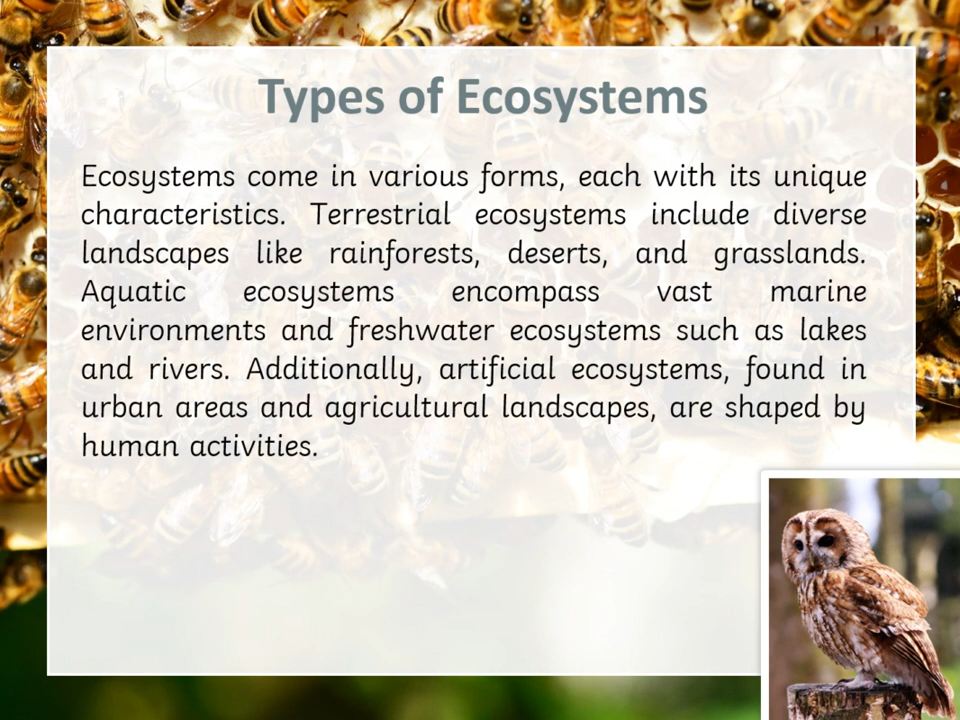 Types of Ecosystems
Ecosystems come in various forms, each with its unique
characteristics. Terrestrial ecosystems include diverse
landscapes like rainforests, deserts, and grasslands.
Aquatic ecosystems encompass vast marine
environments and freshwater ecosystems such as lakes
and rivers. Additionally, artificial ecosystems, found in
urban areas and agricultural landscapes, are shaped by
human activities.